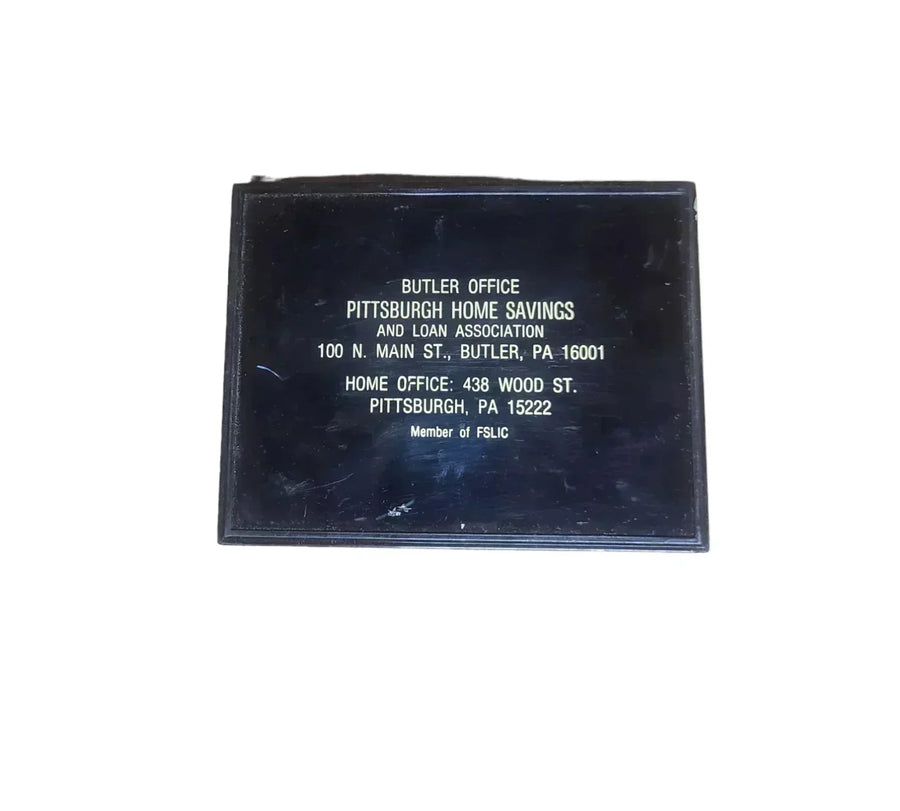 BUTLER OFFICE
PITTSBURGH HOME SAVINGS
AND LOAN ASSOCIATION
100 N. MAIN ST., BUTLER, PA 16001
HOME OFFICE: 438 WOOD ST.
PITTSBURGH, PA 15222
Member of FSLIC